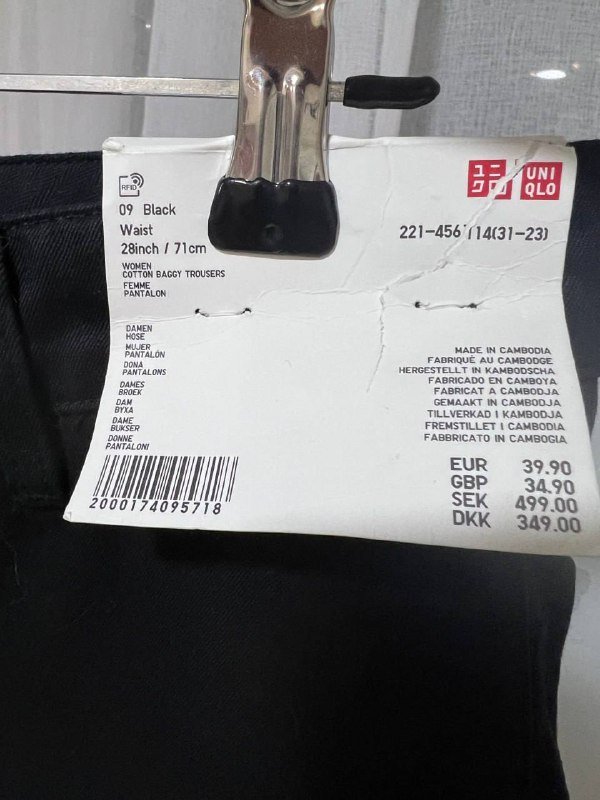 RFID
ユニ
クロ
UNI
QLO
09 Black
Waist
28inch / 71cm
221-456 114(31-23)
WOMEN
COTTON BAGGY TROUSERS
FEMME
PANTALON
DAMEN
HOSE
MUJER
PANTALÓN
DONA
PANTALONS
DAMES
BROEK
DAM
BYXA
DAME
BUKSER
DONNE
PANTALONI
MADE IN CAMBODIA
FABRIQUÉ AU CAMBODGE
HERGESTELLT IN KAMBODSCHA
FABRICADO EN CAMBOYA
FABRICAT A CAMBODJA
GEMAAKT IN CAMBODJA
TILLVERKAD I KAMBODJA
FREMSTILLET I CAMBODIA
FABBRICATO IN CAMBOGIA
2000174095718
EUR 39.90
GBP 34.90
SEK 499.00
DKK 349.00